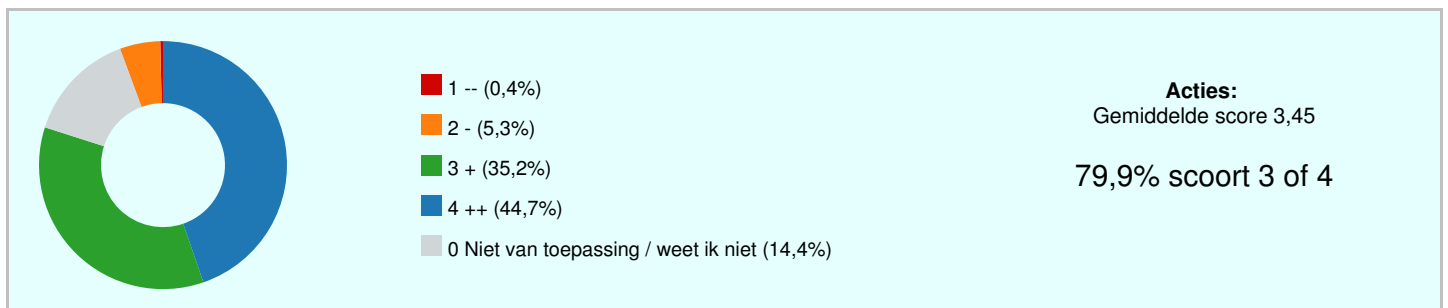 1 -- (0,4%)
2 - (5,3%)
3 + (35,2%)
4 ++ (44,7%)
0 Niet van toepassing / weet ik niet (14,4%)
Acties:
Gemiddelde score 3,45
79,9% scoort 3 of 4